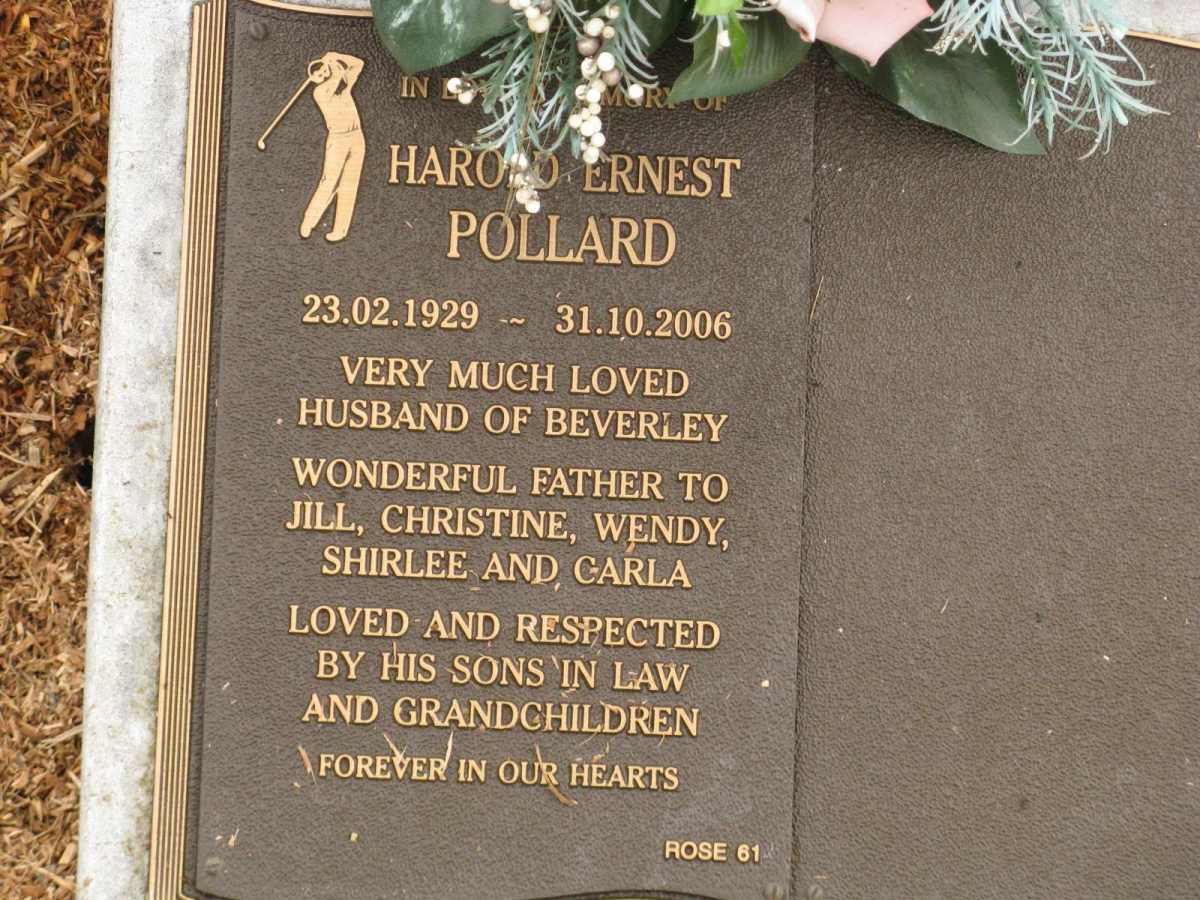 IN MEMORY OF
HAROLD ERNEST
POLLARD
23.02.1929 ~ 31.10.2006
VERY MUCH LOVED
HUSBAND OF BEVERLEY
WONDERFUL FATHER TO
JILL, CHRISTINE, WENDY,
SHIRLEE AND CARLA
LOVED AND RESPECTED
BY HIS SONS IN LAW
AND GRANDCHILDREN
FOREVER IN OUR HEARTS
ROSE 61